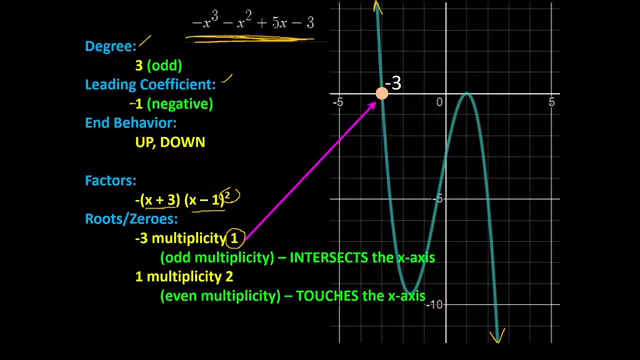 -x³ - x² + 5x - 3
Degree:
3 (odd)
Leading Coefficient:
-1 (negative)
End Behavior:
UP, DOWN
Factors:
-(x + 3) (x – 1)²
Roots/Zeroes:
-3 multiplicity 1
(odd multiplicity) – INTERSECTS the x-axis
1 multiplicity 2
(even multiplicity) – TOUCHES the x-axis
-3
-5 0 5
-5
-10